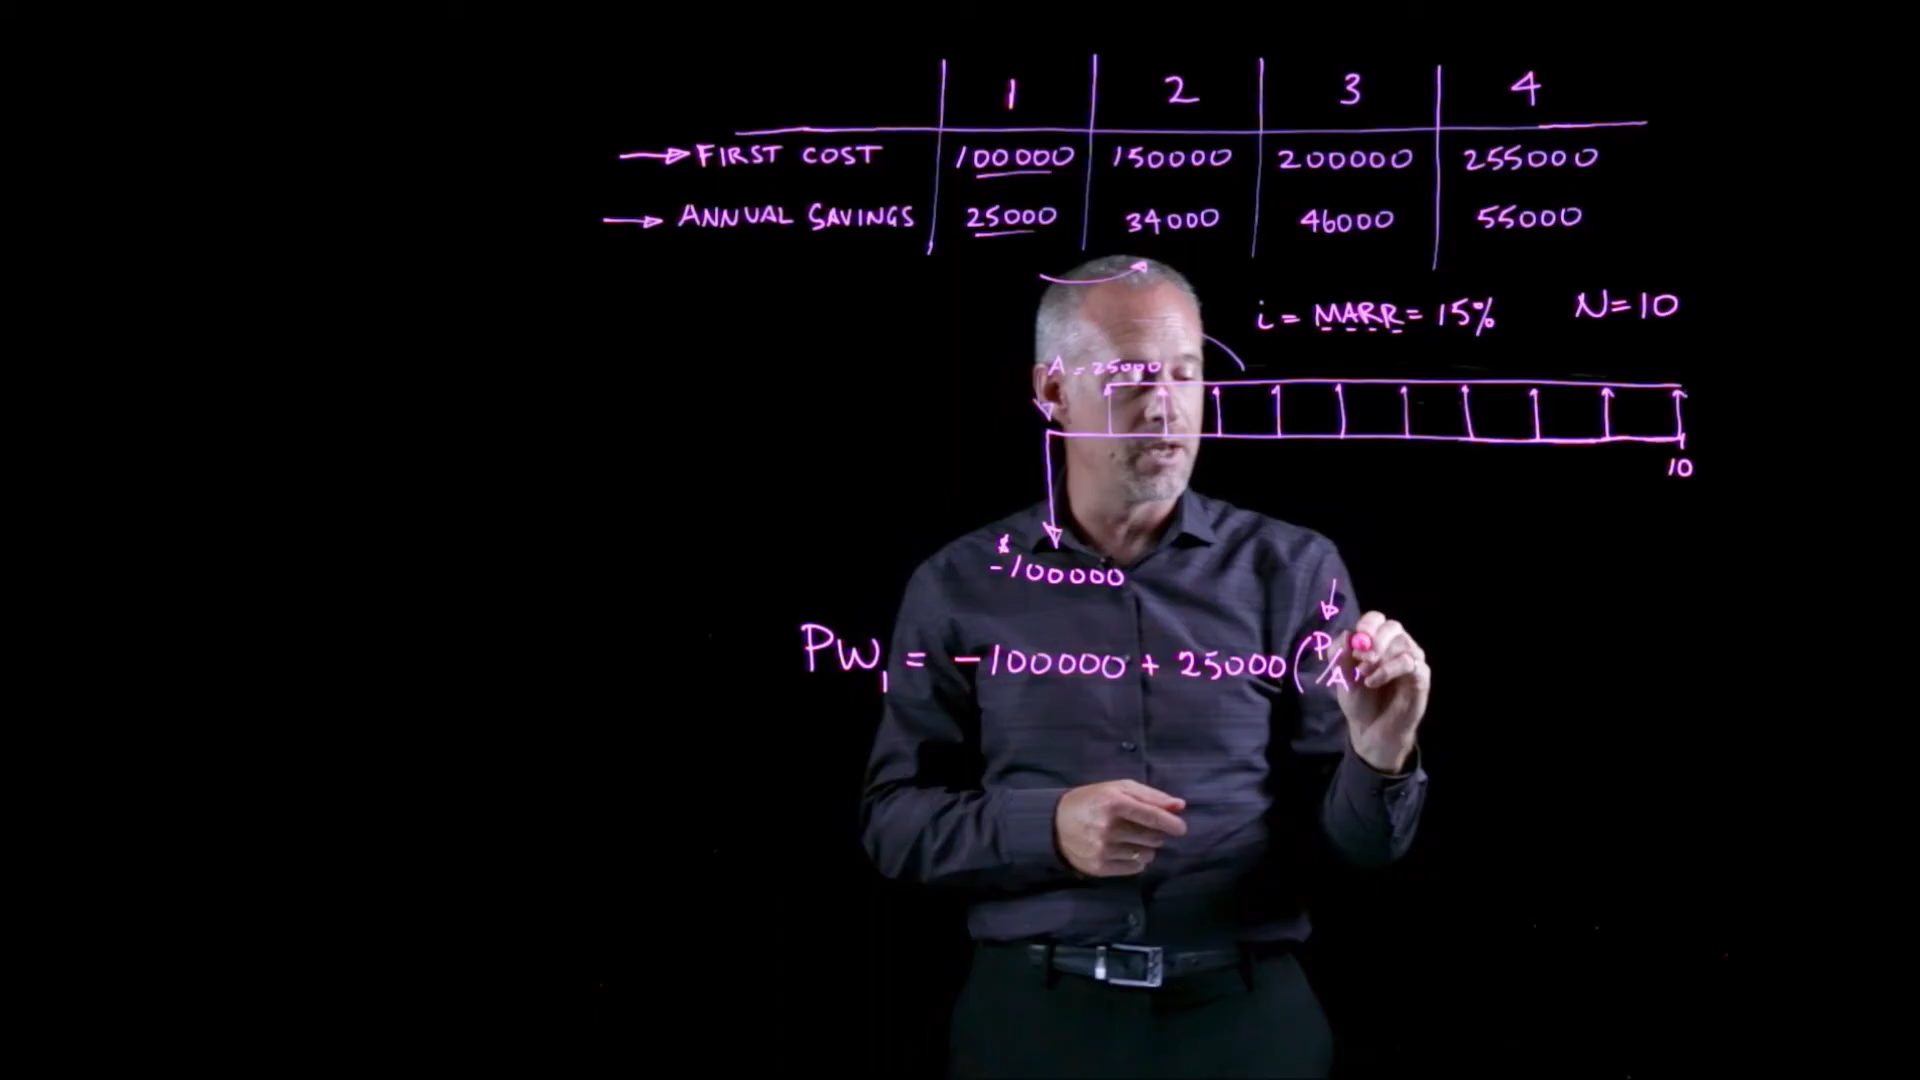 1 2 3 4
FIRST COST 100000 150000 200000 255000
ANNUAL SAVINGS 25000 34000 46000 55000
i = MARR = 15% N=10
A = 25000
10
$
-100000
PW1 = -100000 + 25000 (P/A,